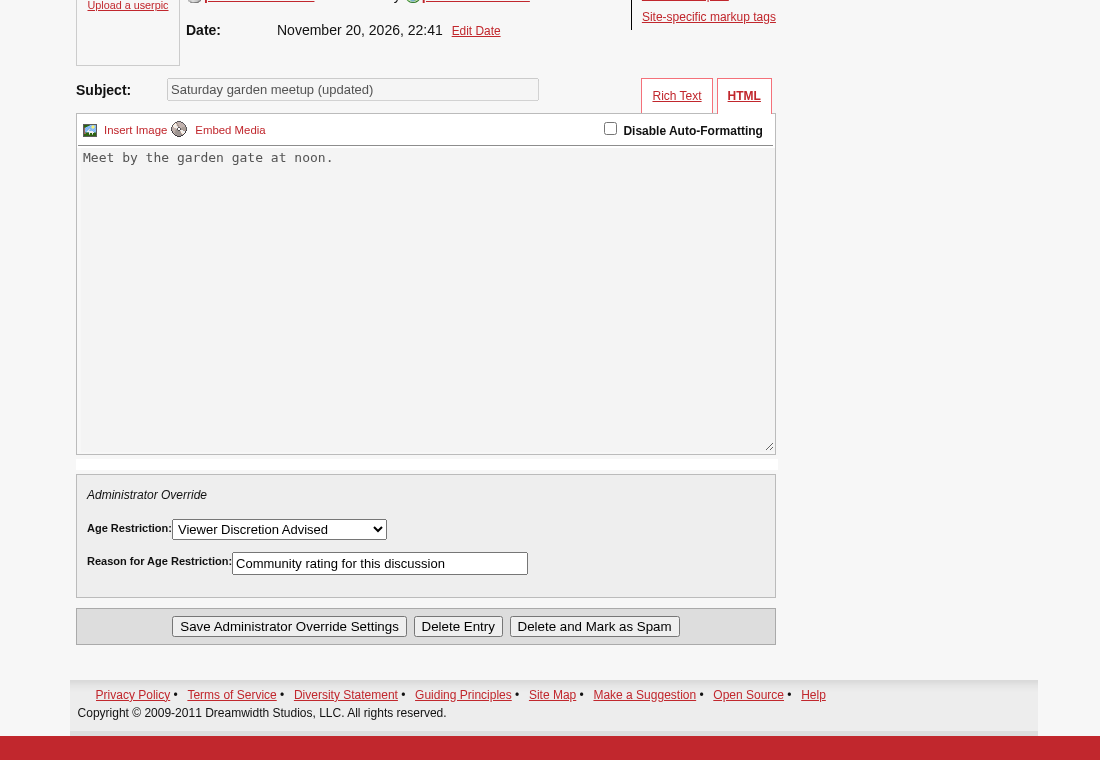 Upload a userpic
Site-specific markup tags
Date: November 20, 2026, 22:41 Edit Date
Subject: Saturday garden meetup (updated)
Rich Text HTML
Insert Image Embed Media Disable Auto-Formatting
Meet by the garden gate at noon.
Administrator Override
Age Restriction: Viewer Discretion Advised
Reason for Age Restriction: Community rating for this discussion
Save Administrator Override Settings Delete Entry Delete and Mark as Spam
Privacy Policy • Terms of Service • Diversity Statement • Guiding Principles • Site Map • Make a Suggestion • Open Source • Help
Copyright © 2009-2011 Dreamwidth Studios, LLC. All rights reserved.